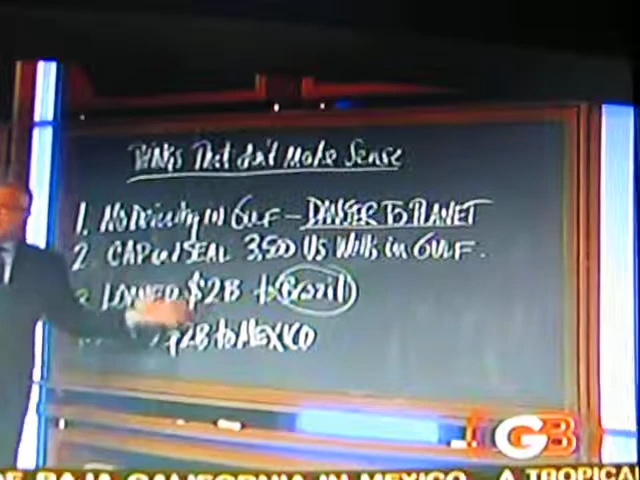 THINGS That don't Make Sense
1. No Drilling in GULF - DANGER TO PLANET
2. CAP and SEAL 3,500 US Wells in GULF.
3 $2B to Brazil
$2B to MEXICO
GB
BAJA CALIFORNIA IN MEXICO... A TROPICAL